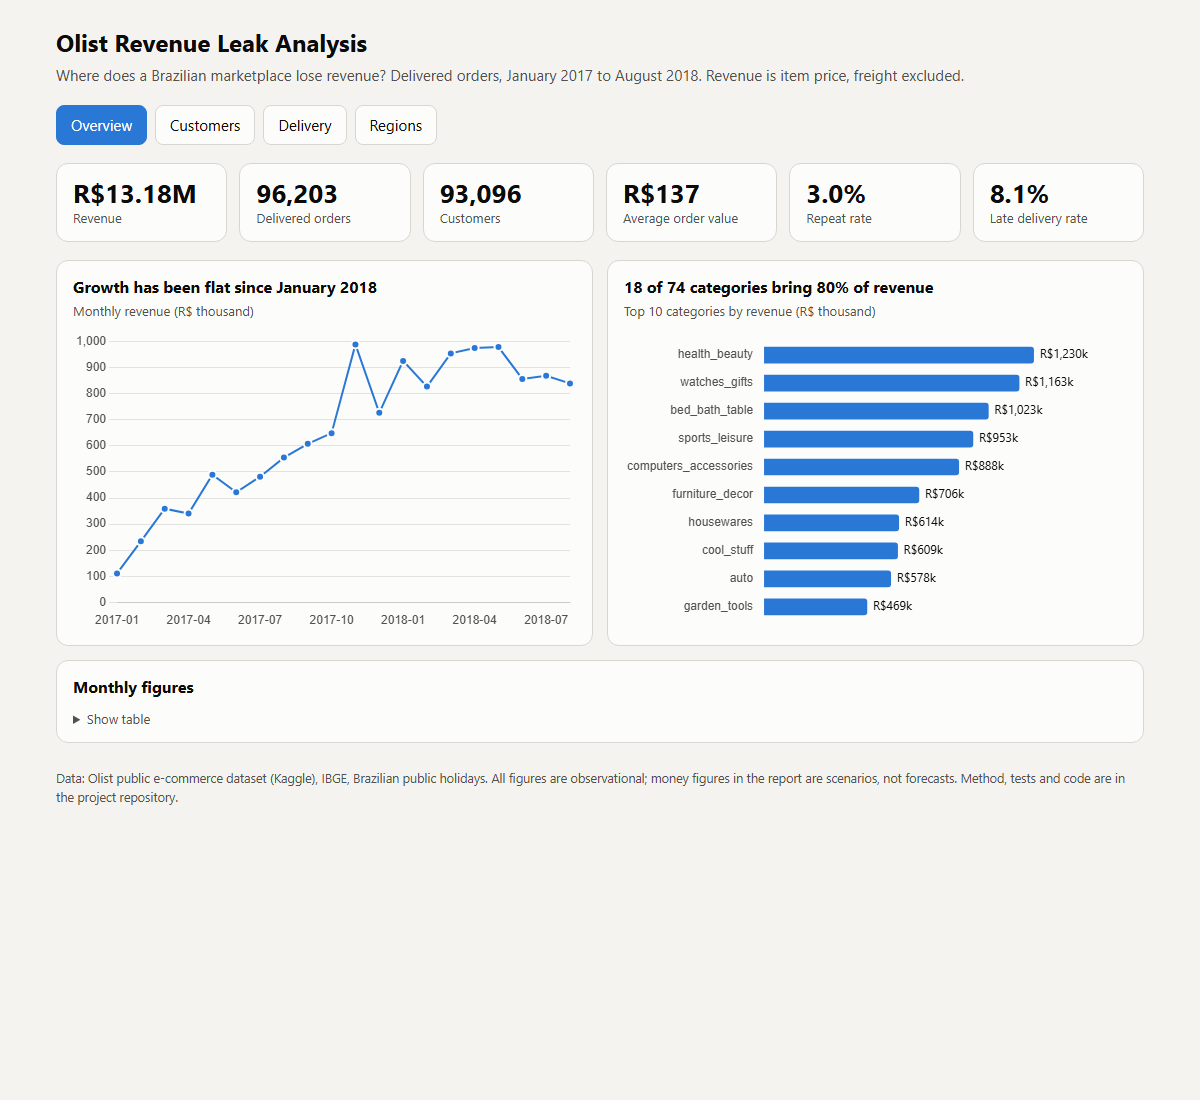 Olist Revenue Leak Analysis
Where does a Brazilian marketplace lose revenue? Delivered orders, January 2017 to August 2018. Revenue is item price, freight excluded.
Overview
Customers
Delivery
Regions
R$13.18M
Revenue
96,203
Delivered orders
93,096
Customers
R$137
Average order value
3.0%
Repeat rate
8.1%
Late delivery rate
Growth has been flat since January 2018
Monthly revenue (R$ thousand)
1,000
900
800
700
600
500
400
300
200
100
0
2017-01 2017-04 2017-07 2017-10 2018-01 2018-04 2018-07
18 of 74 categories bring 80% of revenue
Top 10 categories by revenue (R$ thousand)
health_beauty R$1,230k
watches_gifts R$1,163k
bed_bath_table R$1,023k
sports_leisure R$953k
computers_accessories R$888k
furniture_decor R$706k
housewares R$614k
cool_stuff R$609k
auto R$578k
garden_tools R$469k
Monthly figures
▶ Show table
Data: Olist public e-commerce dataset (Kaggle), IBGE, Brazilian public holidays. All figures are observational; money figures in the report are scenarios, not forecasts. Method, tests and code are in
the project repository.